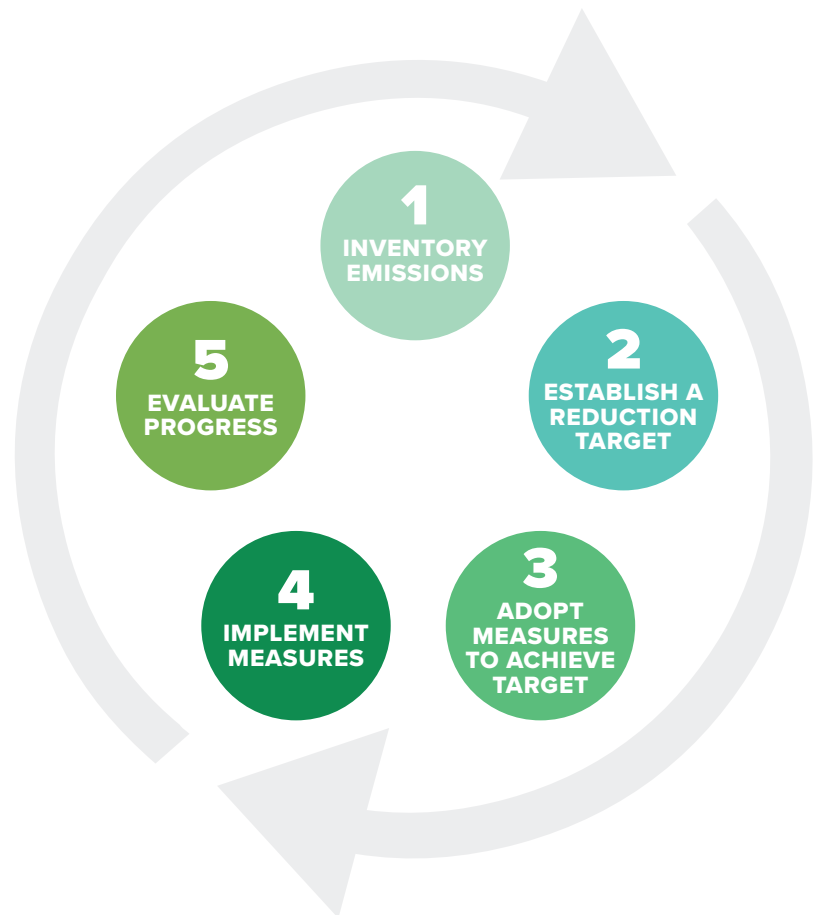 1
INVENTORY
EMISSIONS
2
ESTABLISH A
REDUCTION
TARGET
3
ADOPT
MEASURES
TO ACHIEVE
TARGET
4
IMPLEMENT
MEASURES
5
EVALUATE
PROGRESS